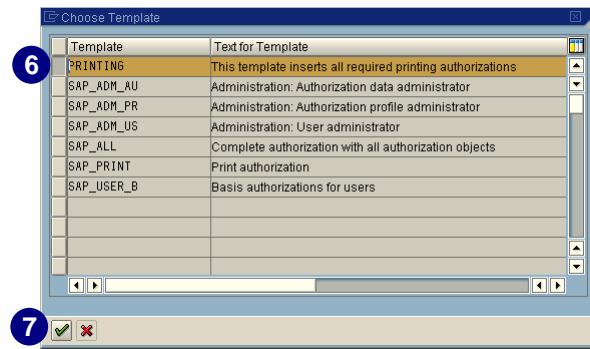 Choose Template
Template Text for Template
6
PRINTING This template inserts all required printing authorizations
SAP_ADM_AU Administration: Authorization data administrator
SAP_ADM_PR Administration: Authorization profile administrator
SAP_ADM_US Administration: User administrator
SAP_ALL Complete authorization with all authorization objects
SAP_PRINT Print authorization
SAP_USER_B Basis authorizations for users
7